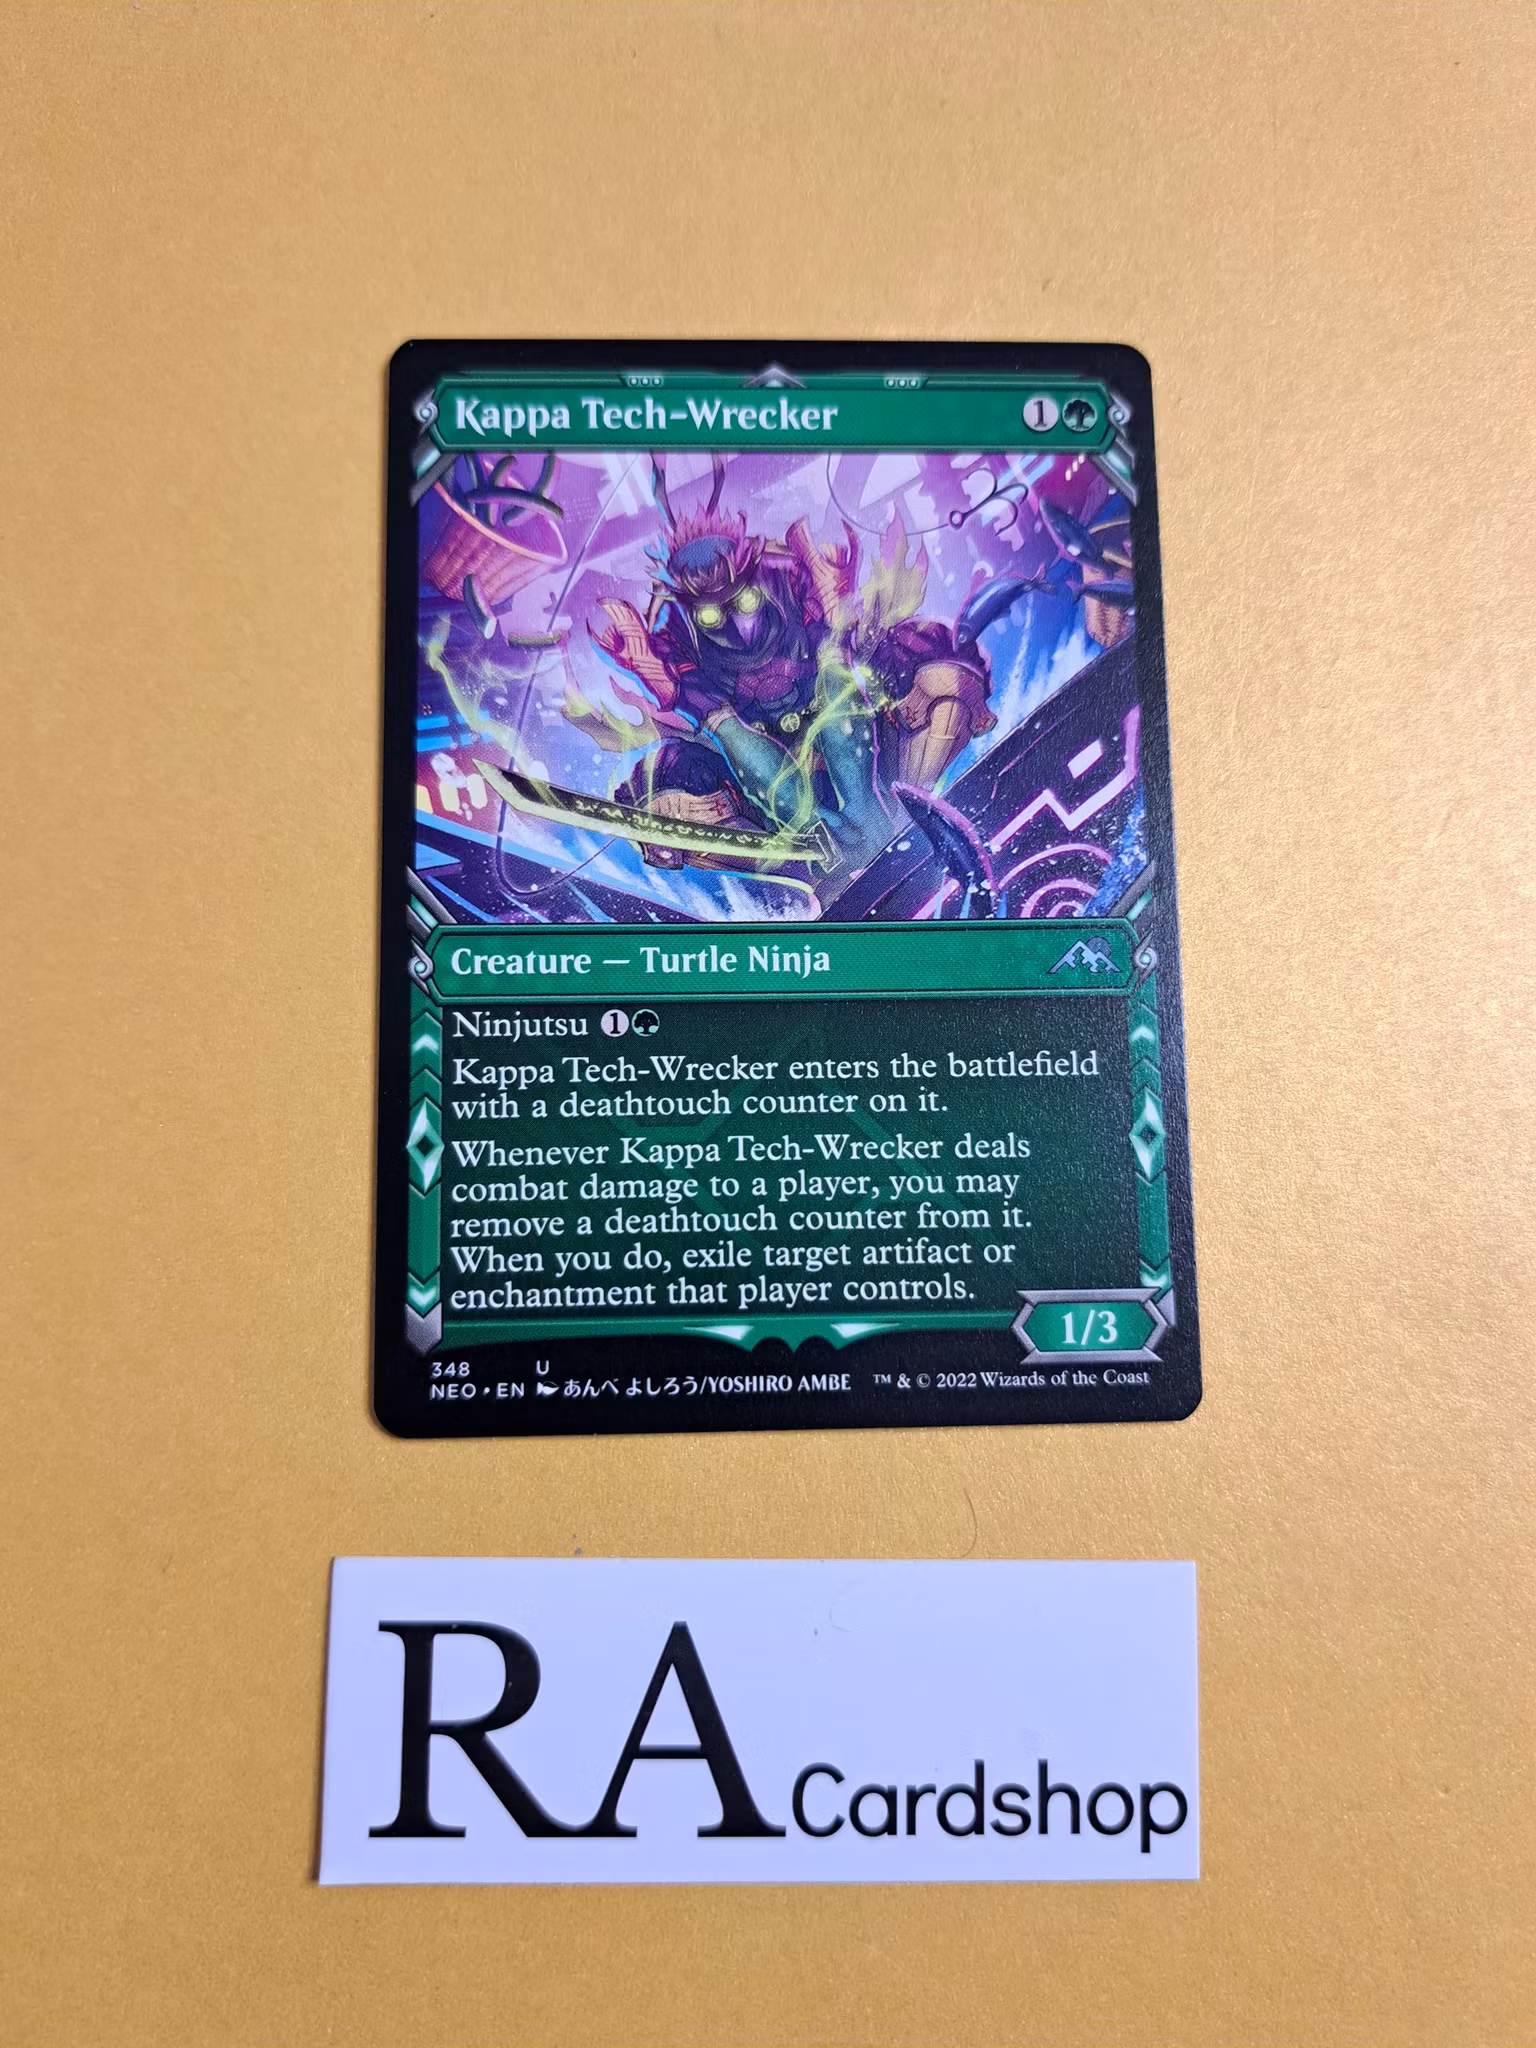 Kappa Tech-Wrecker 1
Creature — Turtle Ninja
Ninjutsu 1
Kappa Tech-Wrecker enters the battlefield
with a deathtouch counter on it.
Whenever Kappa Tech-Wrecker deals
combat damage to a player, you may
remove a deathtouch counter from it.
When you do, exile target artifact or
enchantment that player controls.
1/3
348 U
NEO • EN あんべ よしろう/YOSHIRO AMBE ™ & © 2022 Wizards of the Coast
RA Cardshop